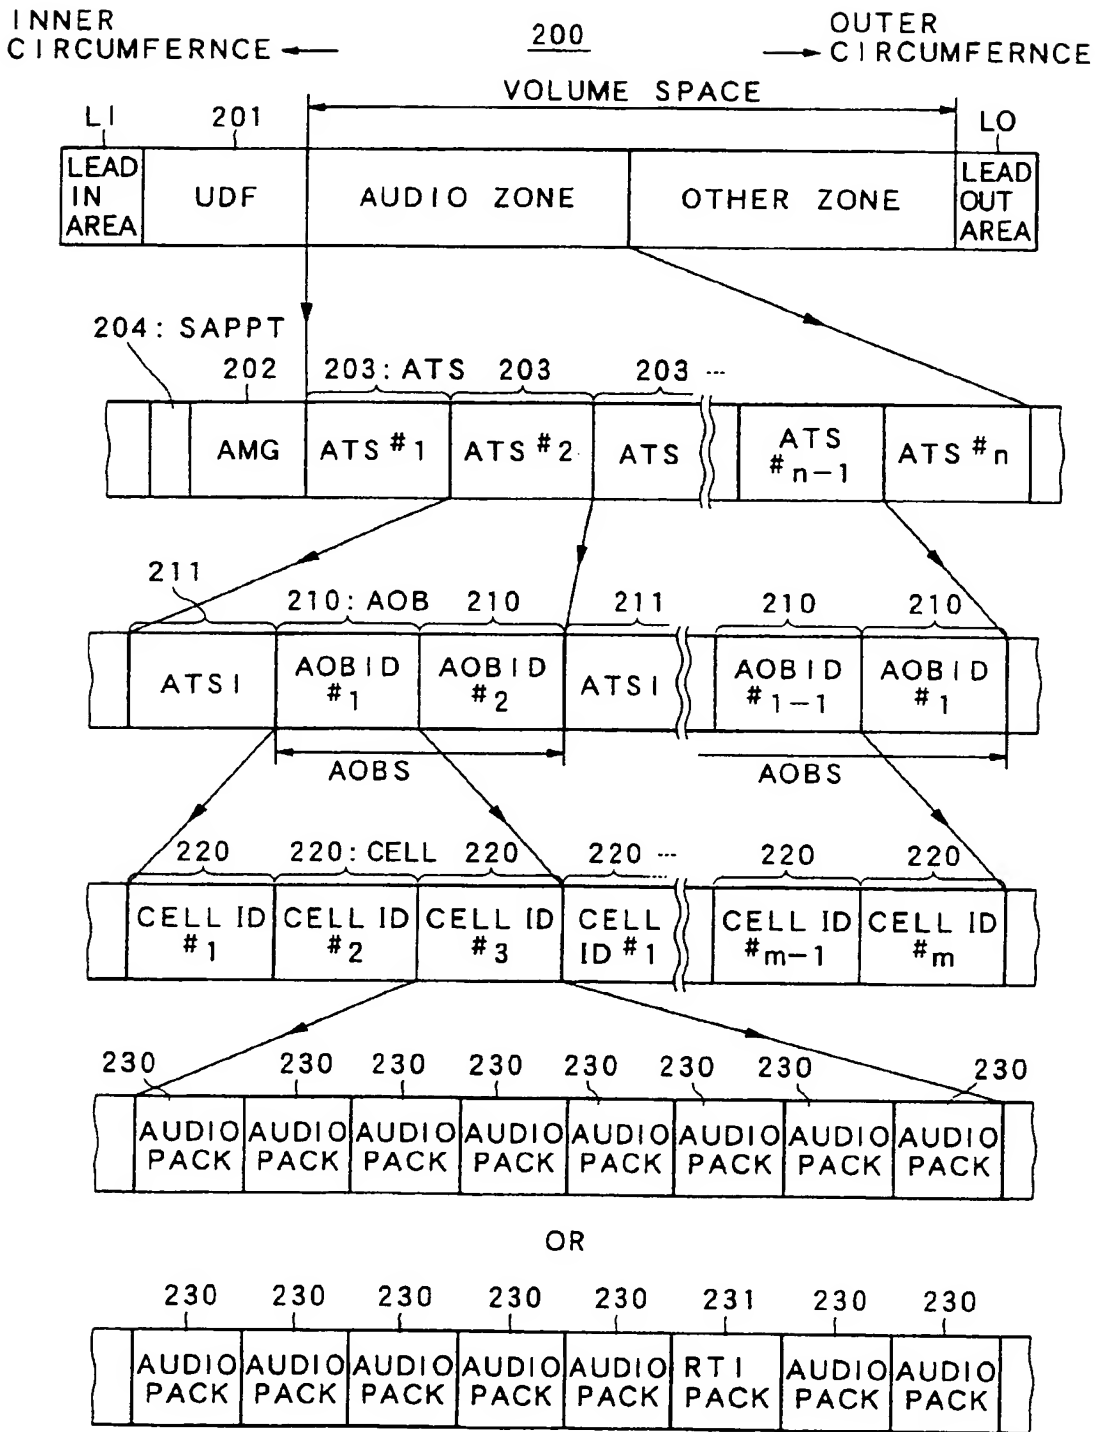 INNER
CIRCUMFERNCE
200
OUTER
CIRCUMFERNCE
VOLUME SPACE
LI
201
LO
LEAD
IN
AREA
UDF
AUDIO ZONE
OTHER ZONE
LEAD
OUT
AREA
204: SAPPT
202
203: ATS
203
203 ...
AMG
ATS #1
ATS #2
ATS
ATS
#n-1
ATS #n
211
210: AOB
210
211
210
210
ATSI
AOBID
#1
AOBID
#2
ATSI
AOBID
#1-1
AOBID
#1
AOBS
AOBS
220
220: CELL
220
220 ...
220
220
CELL ID
#1
CELL ID
#2
CELL ID
#3
CELL
ID #1
CELL ID
#m-1
CELL ID
#m
230
230
230
230
230
230
230
230
AUDIO
PACK
AUDIO
PACK
AUDIO
PACK
AUDIO
PACK
AUDIO
PACK
AUDIO
PACK
AUDIO
PACK
AUDIO
PACK
OR
230
230
230
230
230
231
230
230
AUDIO
PACK
AUDIO
PACK
AUDIO
PACK
AUDIO
PACK
AUDIO
PACK
RTI
PACK
AUDIO
PACK
AUDIO
PACK